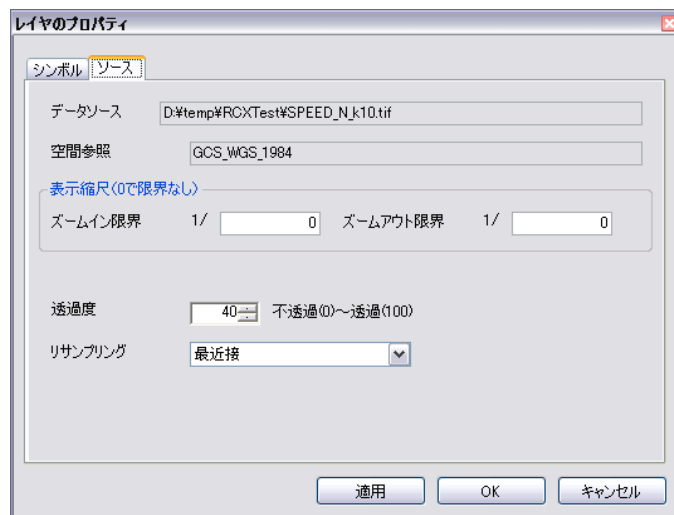 レイヤのプロパティ
シンボル ソース
データソース D:¥temp¥RCXTest¥SPEED_N_k10.tif
空間参照 GCS_WGS_1984
表示縮尺(0で限界なし)
ズームイン限界 1/ 0 ズームアウト限界 1/ 0
透過度 40 不透過(0)～透過(100)
リサンプリング 最近接
適用 OK キャンセル